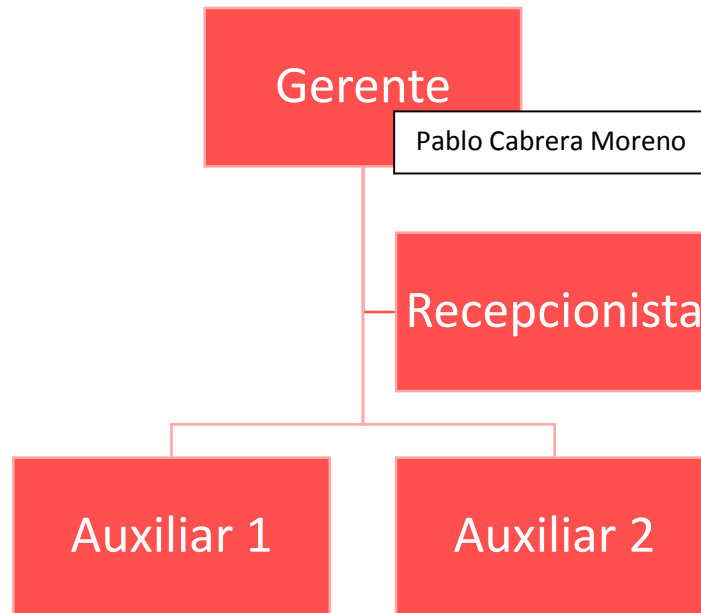 Gerente
Pablo Cabrera Moreno
Recepcionista
Auxiliar 1
Auxiliar 2